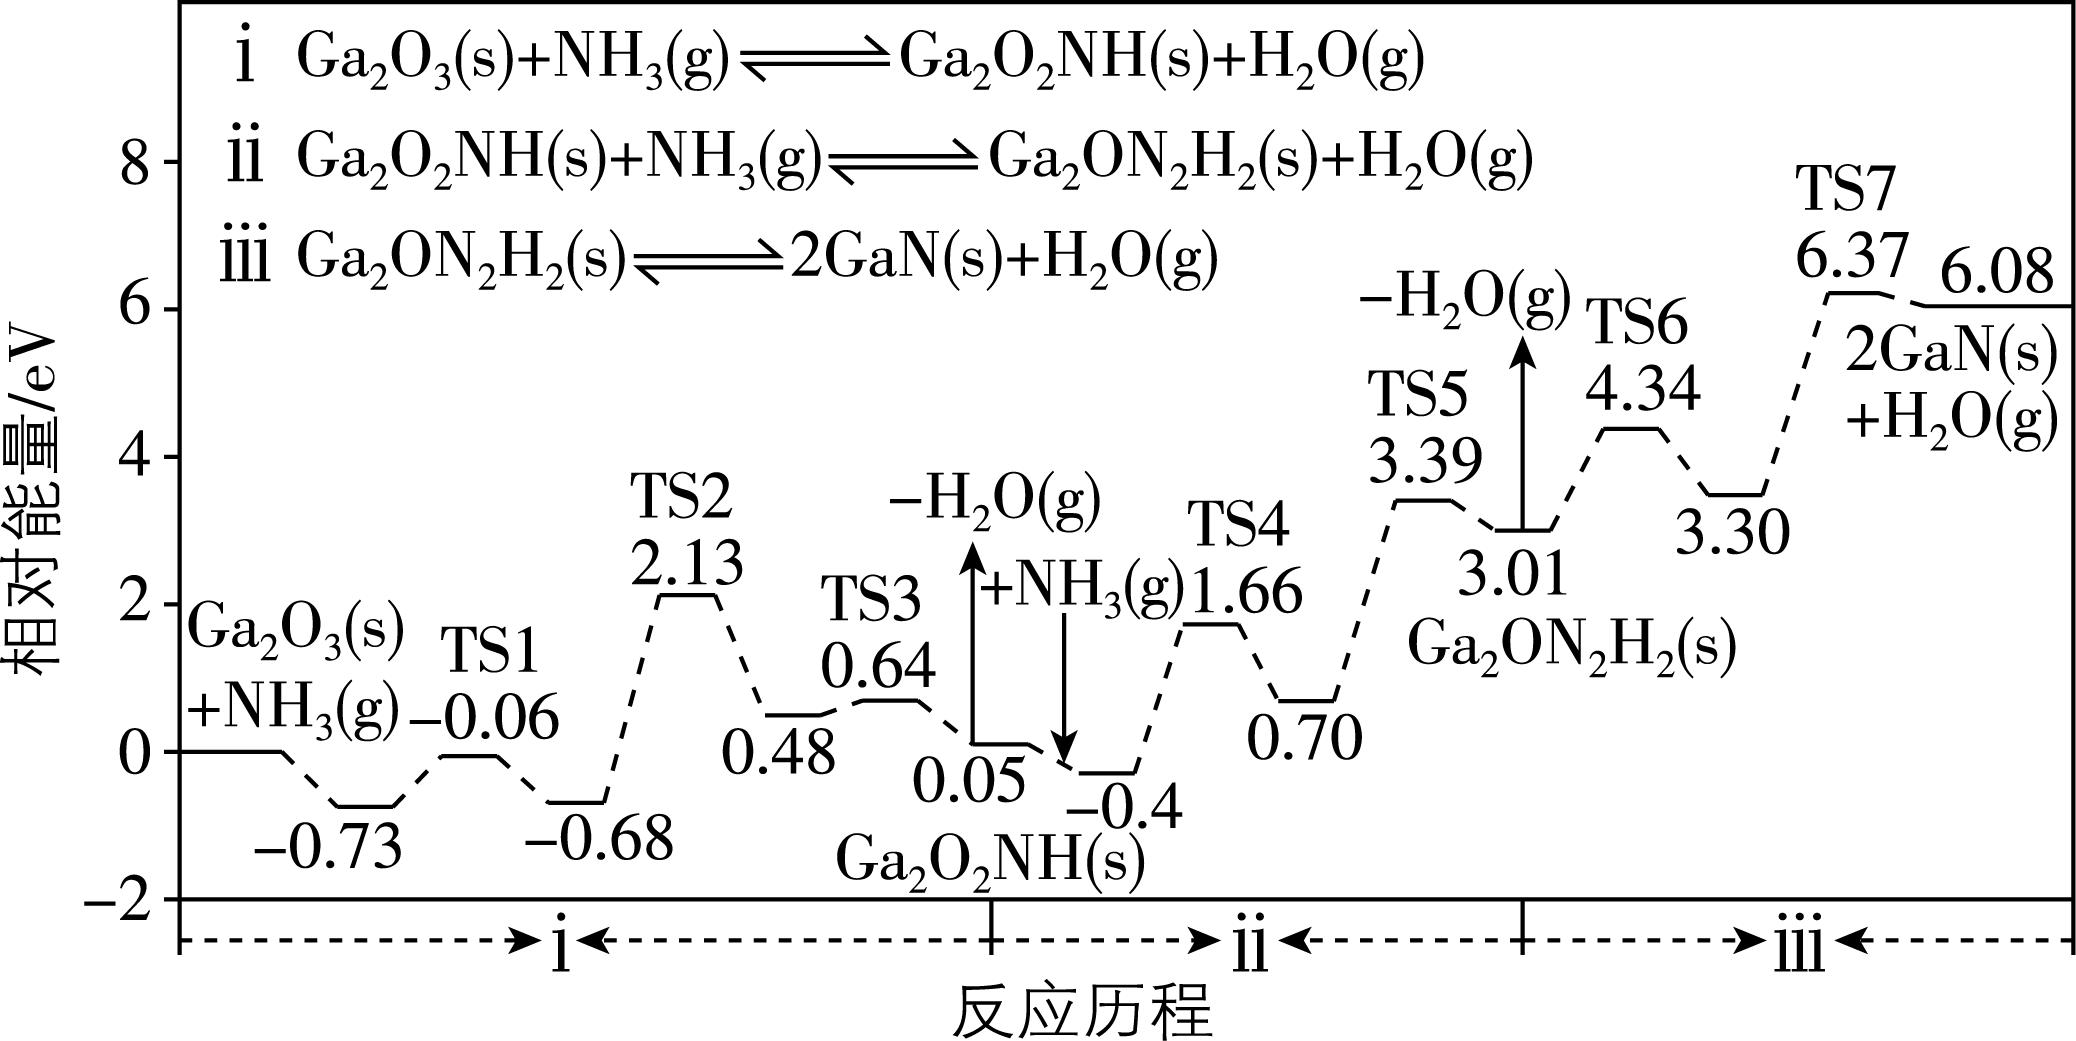 i Ga₂O₃(s)+NH₃(g)⇌Ga₂O₂NH(s)+H₂O(g)
ii Ga₂O₂NH(s)+NH₃(g)⇌Ga₂ON₂H₂(s)+H₂O(g)
iii Ga₂ON₂H₂(s)⇌2GaN(s)+H₂O(g)
相对能量/eV
8
6
4
2
0
−2
Ga₂O₃(s)
+NH₃(g)
−0.73
TS1
−0.06
−0.68
TS2
2.13
0.48
TS3
0.64
−H₂O(g)
0.05
Ga₂O₂NH(s)
+NH₃(g)
−0.4
TS4
1.66
0.70
TS5
3.39
−H₂O(g)
3.01
Ga₂ON₂H₂(s)
TS6
4.34
3.30
TS7
6.37
6.08
2GaN(s)
+H₂O(g)
i
ii
iii
反应历程